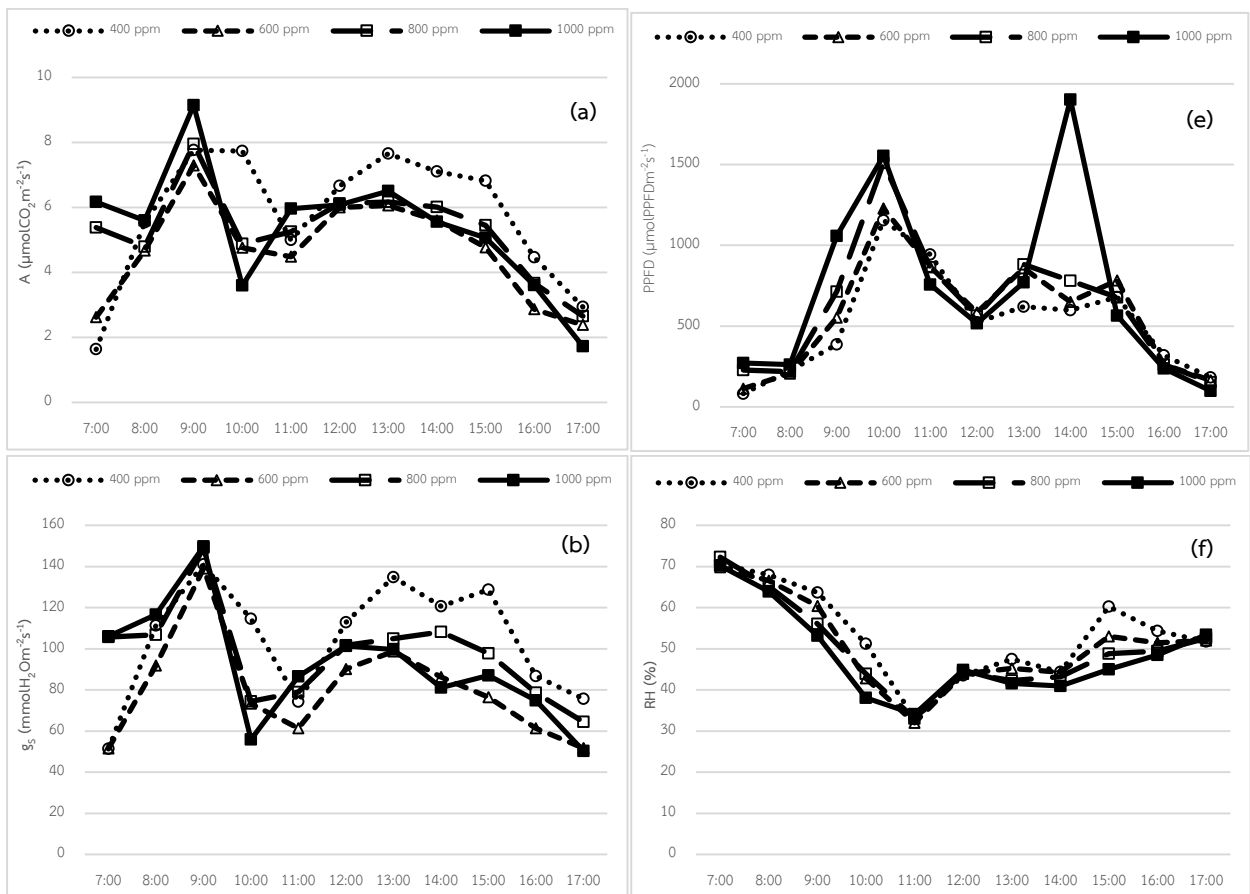 400 ppm 600 ppm 800 ppm 1000 ppm
(a)
A (µmolCO₂m⁻²s⁻¹)
10
8
6
4
2
0
7:00 8:00 9:00 10:00 11:00 12:00 13:00 14:00 15:00 16:00 17:00
400 ppm 600 ppm 800 ppm 1000 ppm
(e)
PPFD (µmolPPFDm⁻²s⁻¹)
2000
1500
1000
500
0
7:00 8:00 9:00 10:00 11:00 12:00 13:00 14:00 15:00 16:00 17:00
400 ppm 600 ppm 800 ppm 1000 ppm
(b)
gₛ (mmolH₂Om⁻²s⁻¹)
160
140
120
100
80
60
40
20
0
7:00 8:00 9:00 10:00 11:00 12:00 13:00 14:00 15:00 16:00 17:00
400 ppm 600 ppm 800 ppm 1000 ppm
(f)
RH (%)
80
70
60
50
40
30
20
10
0
7:00 8:00 9:00 10:00 11:00 12:00 13:00 14:00 15:00 16:00 17:00